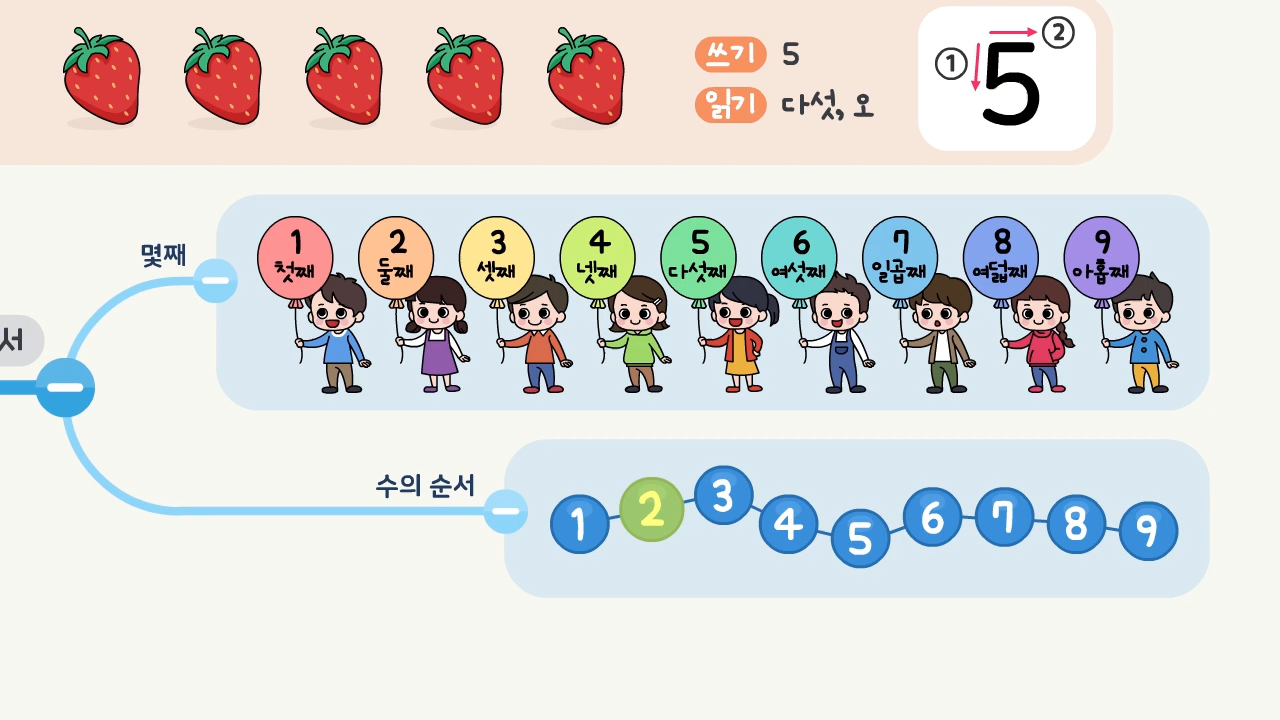 쓰기 5
읽기 다섯, 오
① ② 5
몇째
1 2 3 4 5 6 7 8 9
첫째 둘째 셋째 넷째 다섯째 여섯째 일곱째 여덟째 아홉째
서
수의 순서
1 2 3 4 5 6 7 8 9